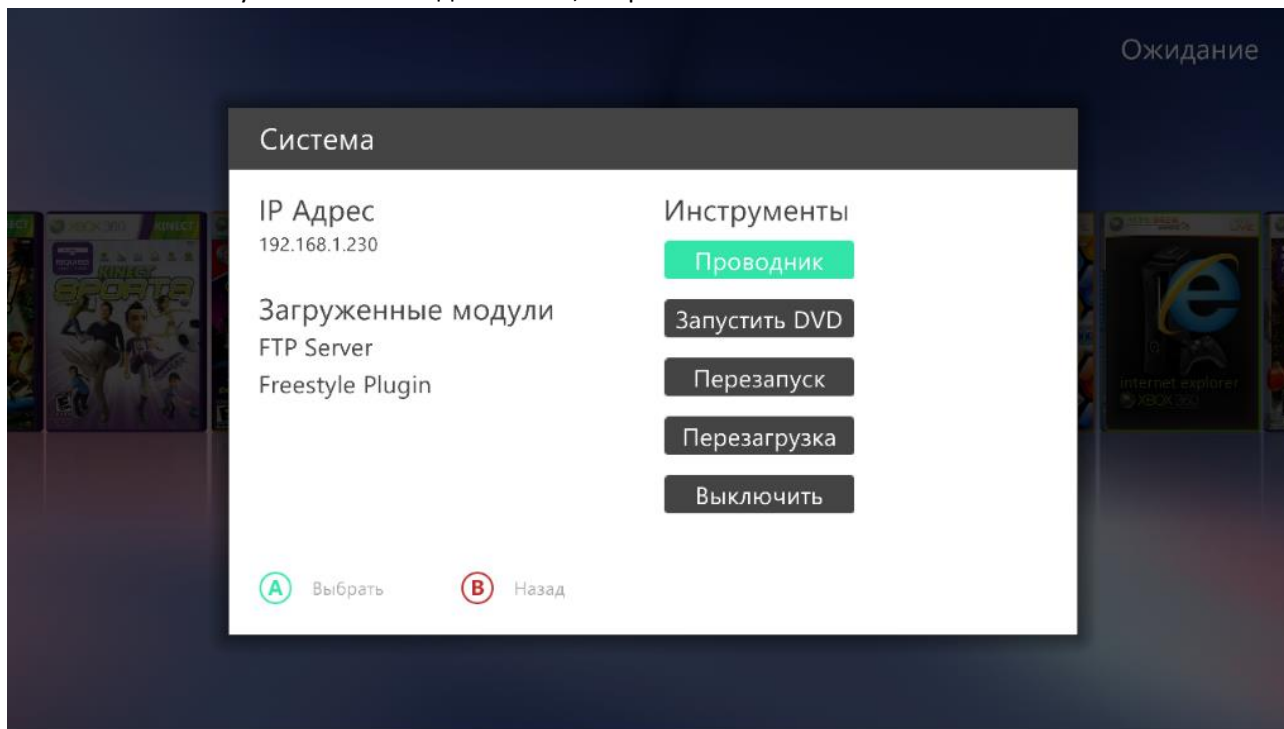 Ожидание
Система
IP Адрес
192.168.1.230
Загруженные модули
FTP Server
Freestyle Plugin
Инструменты
Проводник
Запустить DVD
Перезапуск
Перезагрузка
Выключить
A Выбрать
B Назад
XBOX 360 KINECT
KINECT
SPORTS
internet explorer
XBOX 360